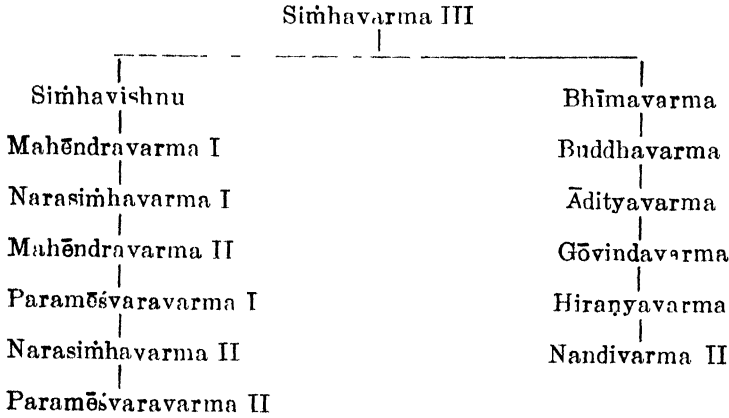 Siṁhavarma III
Siṁhavishnu Bhīmavarma
Mahēndravarma I Buddhavarma
Narasiṁhavarma I Ādityavarma
Mahēndravarma II Gōvindavarma
Paramēśvaravarma I Hiraṇyavarma
Narasiṁhavarma II Nandivarma II
Paramēśvaravarma II